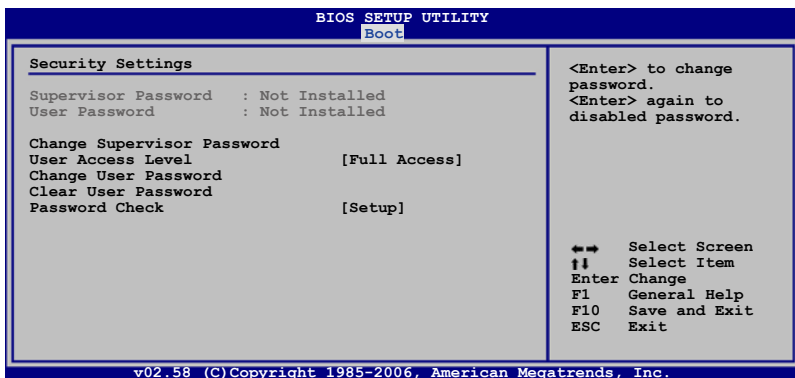 BIOS SETUP UTILITY
Boot
Security Settings
Supervisor Password : Not Installed
User Password : Not Installed
Change Supervisor Password
User Access Level [Full Access]
Change User Password
Clear User Password
Password Check [Setup]
<Enter> to change
password.
<Enter> again to
disabled password.
←→ Select Screen
↑↓ Select Item
Enter Change
F1 General Help
F10 Save and Exit
ESC Exit
v02.58 (C)Copyright 1985-2006, American Megatrends, Inc.